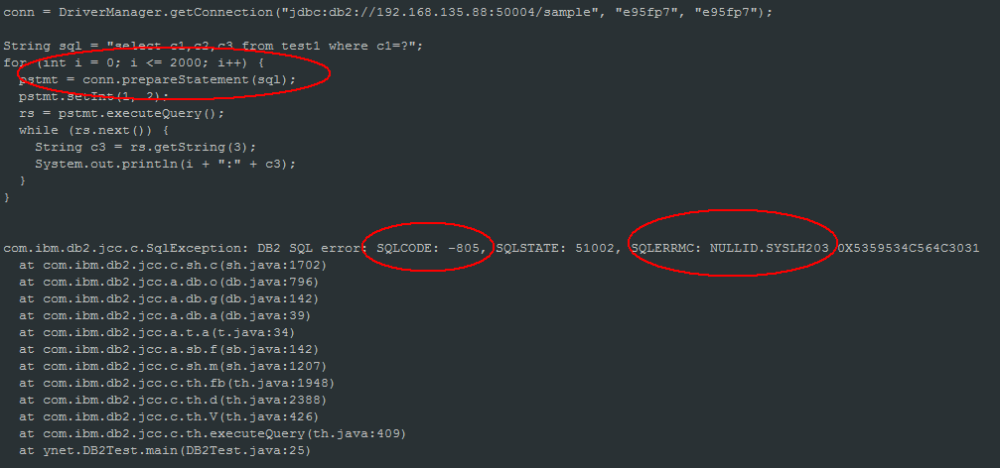 conn = DriverManager.getConnection("jdbc:db2://192.168.135.88:50004/sample", "e95fp7", "e95fp7");
String sql = "select c1,c2,c3 from test1 where c1=?";
for (int i = 0; i <= 2000; i++) {
pstmt = conn.prepareStatement(sql);
pstmt.setInt(1, 2);
rs = pstmt.executeQuery();
while (rs.next()) {
String c3 = rs.getString(3);
System.out.println(i + ":" + c3);
}
}
com.ibm.db2.jcc.c.SqlException: DB2 SQL error: SQLCODE: -805, SQLSTATE: 51002, SQLERRMC: NULLID.SYSLH203 0X5359534C564C3031
at com.ibm.db2.jcc.c.sh.c(sh.java:1702)
at com.ibm.db2.jcc.a.db.o(db.java:796)
at com.ibm.db2.jcc.a.db.g(db.java:142)
at com.ibm.db2.jcc.a.db.a(db.java:39)
at com.ibm.db2.jcc.a.t.a(t.java:34)
at com.ibm.db2.jcc.a.sb.f(sb.java:142)
at com.ibm.db2.jcc.c.sh.m(sh.java:1207)
at com.ibm.db2.jcc.c.th.fb(th.java:1948)
at com.ibm.db2.jcc.c.th.d(th.java:2388)
at com.ibm.db2.jcc.c.th.V(th.java:426)
at com.ibm.db2.jcc.c.th.executeQuery(th.java:409)
at ynet.DB2Test.main(DB2Test.java:25)